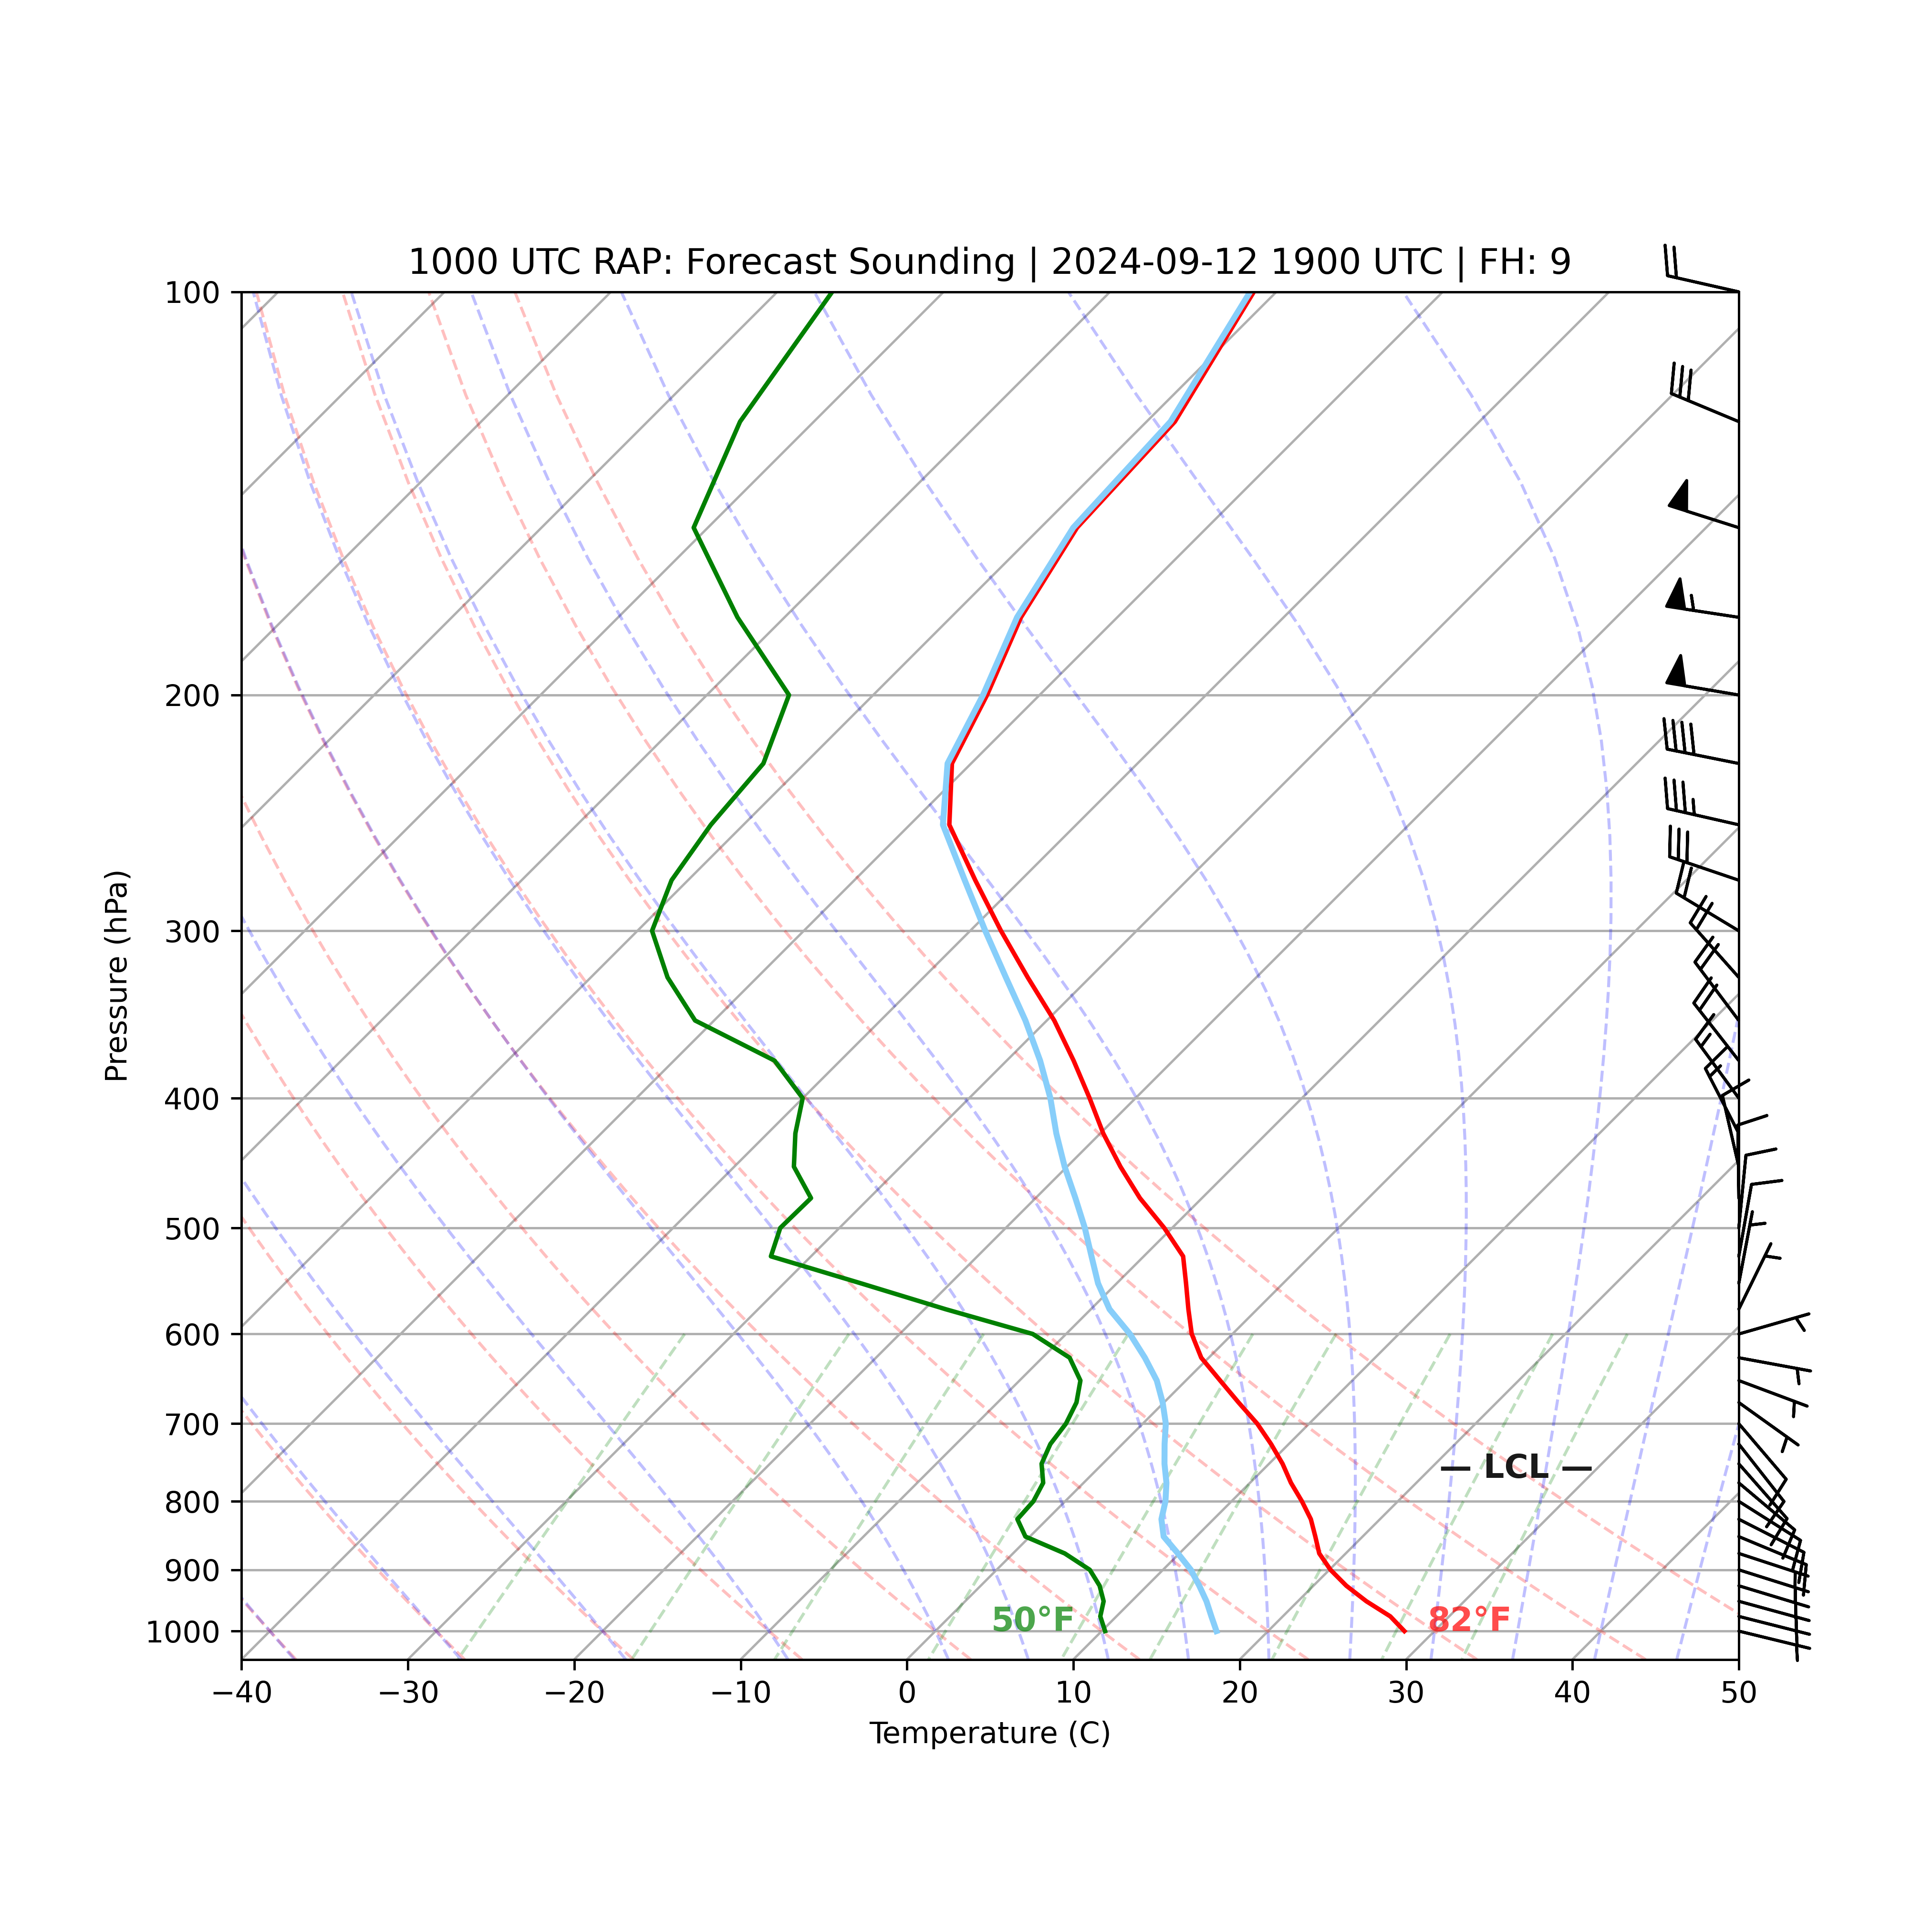 1000 UTC RAP: Forecast Sounding | 2024-09-12 1900 UTC | FH: 9
100
200
300
400
500
600
700
800
900
1000
Pressure (hPa)
— LCL —
50°F
82°F
−40 −30 −20 −10 0 10 20 30 40 50
Temperature (C)